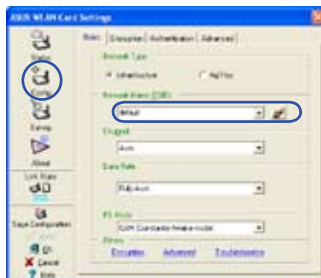 ASUS WLAN Card Settings
Status
Config
Survey
About
Link State
Save Configuration
Cancel
Help
Basic Encryption Authentication Advanced
Network Type
Infrastructure
Ad Hoc
Network Name (SSID)
default
Channel
Auto
Data Rate
Fully Auto
PS Mode
Encryption Advanced Troubleshooting